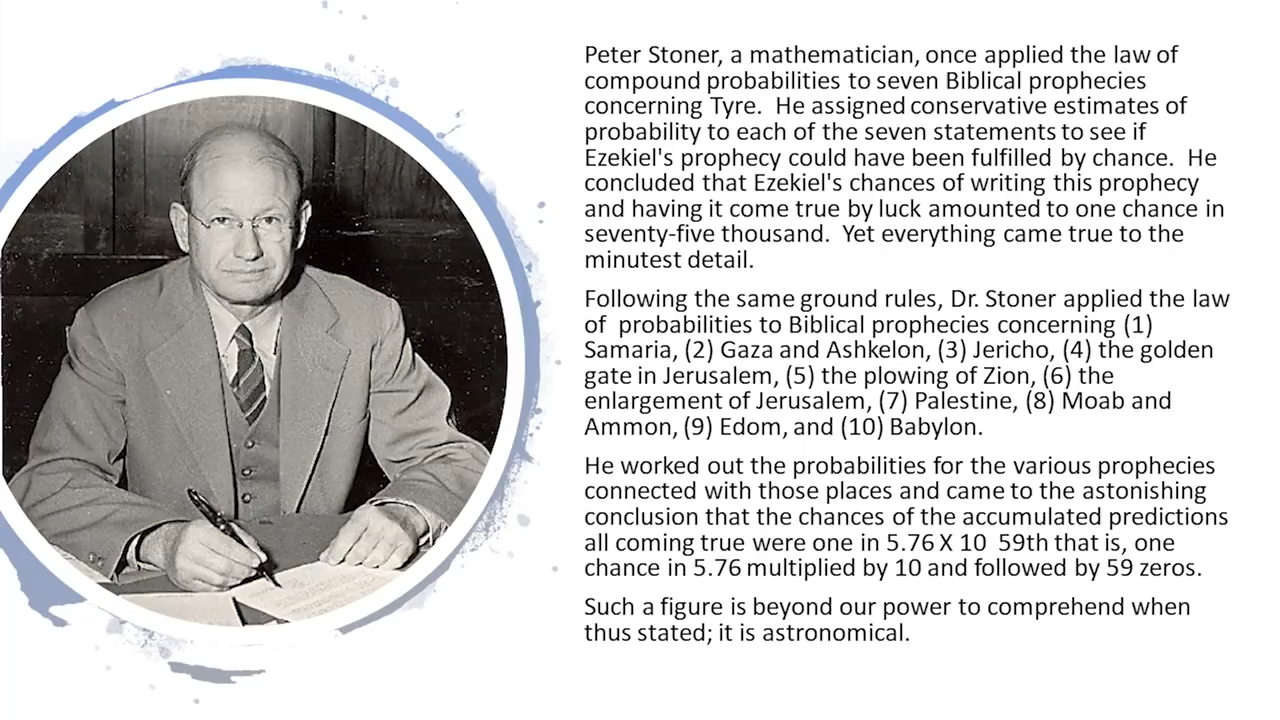 Peter Stoner, a mathematician, once applied the law of
compound probabilities to seven Biblical prophecies
concerning Tyre.  He assigned conservative estimates of
probability to each of the seven statements to see if
Ezekiel's prophecy could have been fulfilled by chance.  He
concluded that Ezekiel's chances of writing this prophecy
and having it come true by luck amounted to one chance in
seventy-five thousand.  Yet everything came true to the
minutest detail.
Following the same ground rules, Dr. Stoner applied the law
of  probabilities to Biblical prophecies concerning (1)
Samaria, (2) Gaza and Ashkelon, (3) Jericho, (4) the golden
gate in Jerusalem, (5) the plowing of Zion, (6) the
enlargement of Jerusalem, (7) Palestine, (8) Moab and
Ammon, (9) Edom, and (10) Babylon.
He worked out the probabilities for the various prophecies
connected with those places and came to the astonishing
conclusion that the chances of the accumulated predictions
all coming true were one in 5.76 X 10  59th that is, one
chance in 5.76 multiplied by 10 and followed by 59 zeros.
Such a figure is beyond our power to comprehend when
thus stated; it is astronomical.